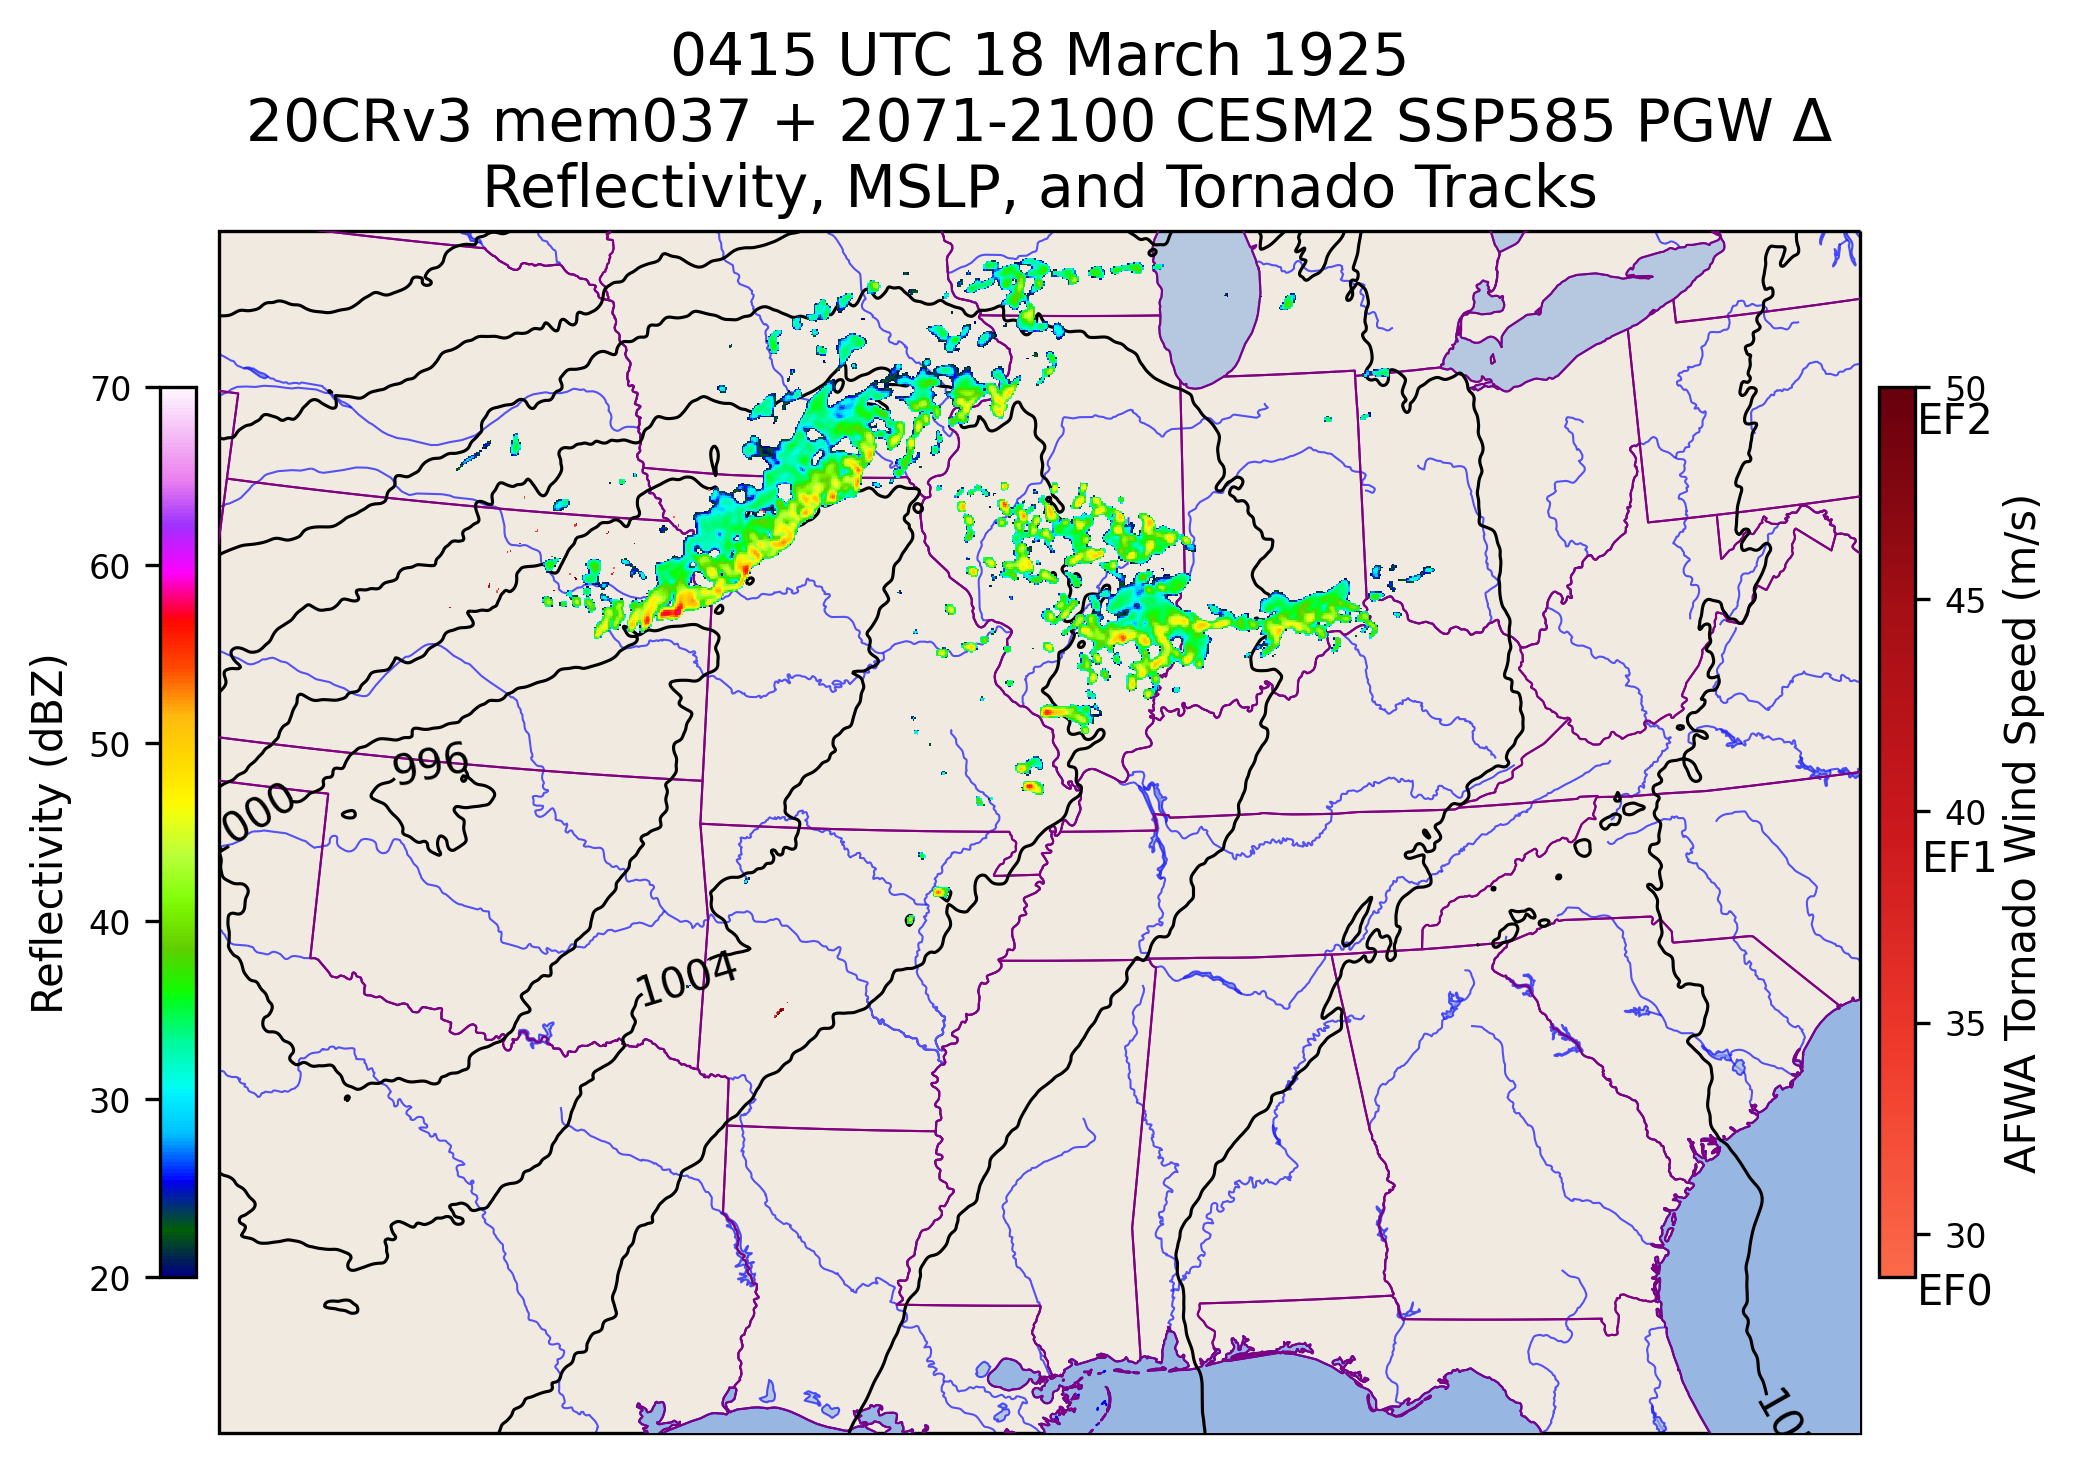 0415 UTC 18 March 1925
20CRv3 mem037 + 2071-2100 CESM2 SSP585 PGW Δ
Reflectivity, MSLP, and Tornado Tracks
70
60
50
40
30
20
Reflectivity (dBZ)
996
000
1004
10
50
EF2
45
40
EF1
35
30
EF0
AFWA Tornado Wind Speed (m/s)